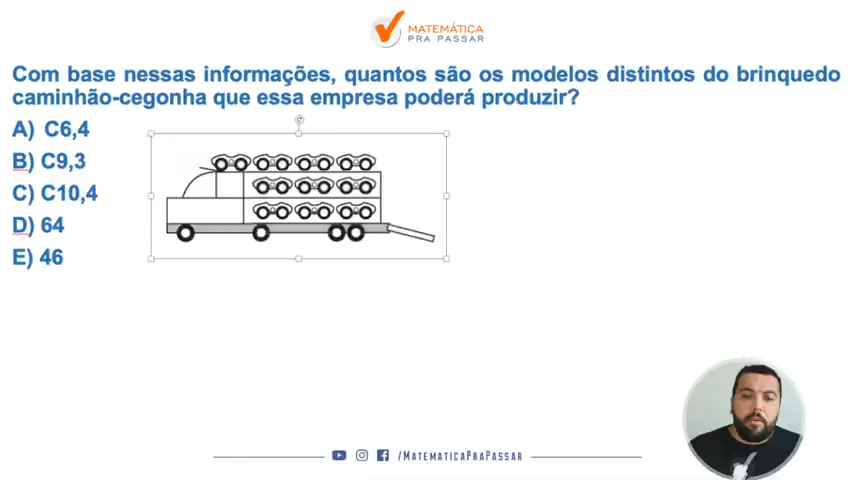 MATEMÁTICA
PRA PASSAR
Com base nessas informações, quantos são os modelos distintos do brinquedo
caminhão-cegonha que essa empresa poderá produzir?
A) C6,4
B) C9,3
C) C10,4
D) 64
E) 46
/MatematicaPraPassar